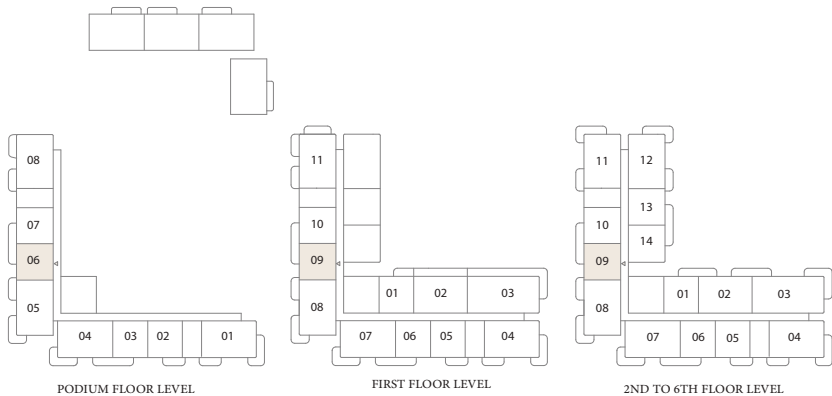 08
07
06
05
04 03 02 01
PODIUM FLOOR LEVEL
11
10
09
01 02 03
08
07 06 05 04
FIRST FLOOR LEVEL
11 12
13
10
14
09
01 02 03
08
07 06 05 04
2ND TO 6TH FLOOR LEVEL